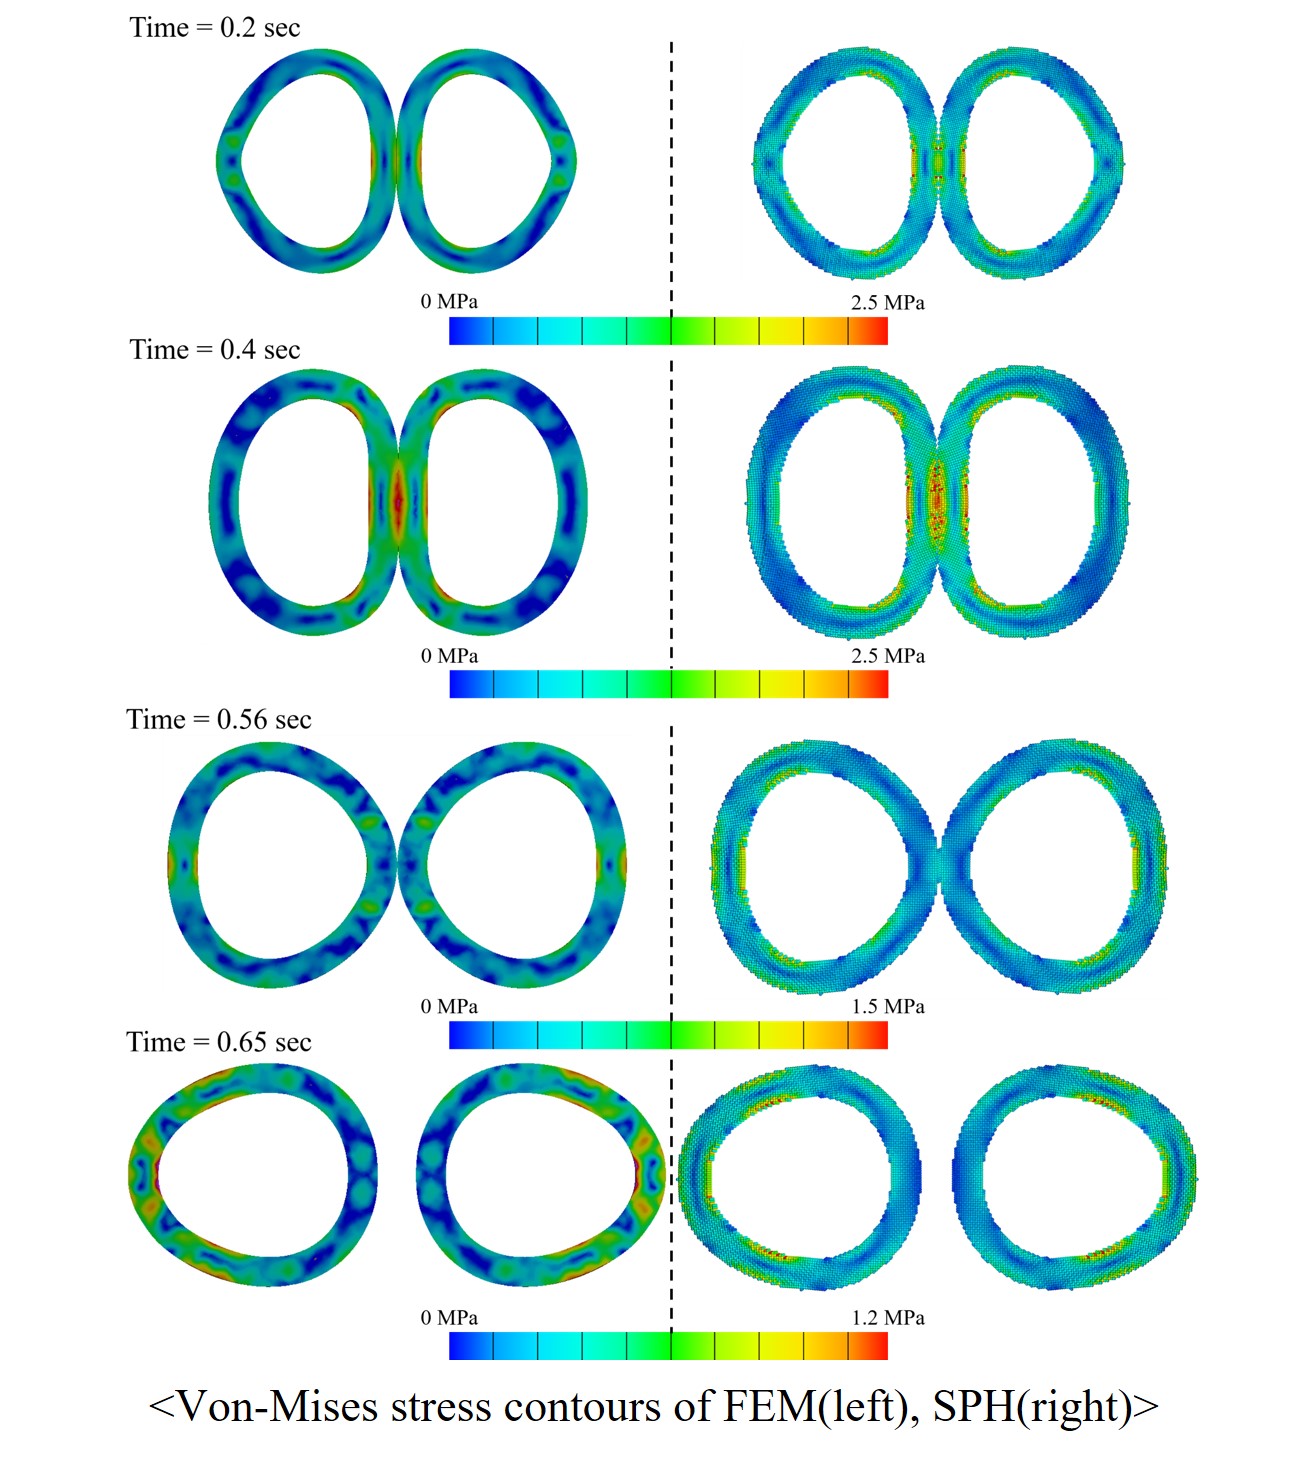 Time = 0.2 sec
0 MPa 2.5 MPa
Time = 0.4 sec
0 MPa 2.5 MPa
Time = 0.56 sec
0 MPa 1.5 MPa
Time = 0.65 sec
0 MPa 1.2 MPa
<Von-Mises stress contours of FEM(left), SPH(right)>